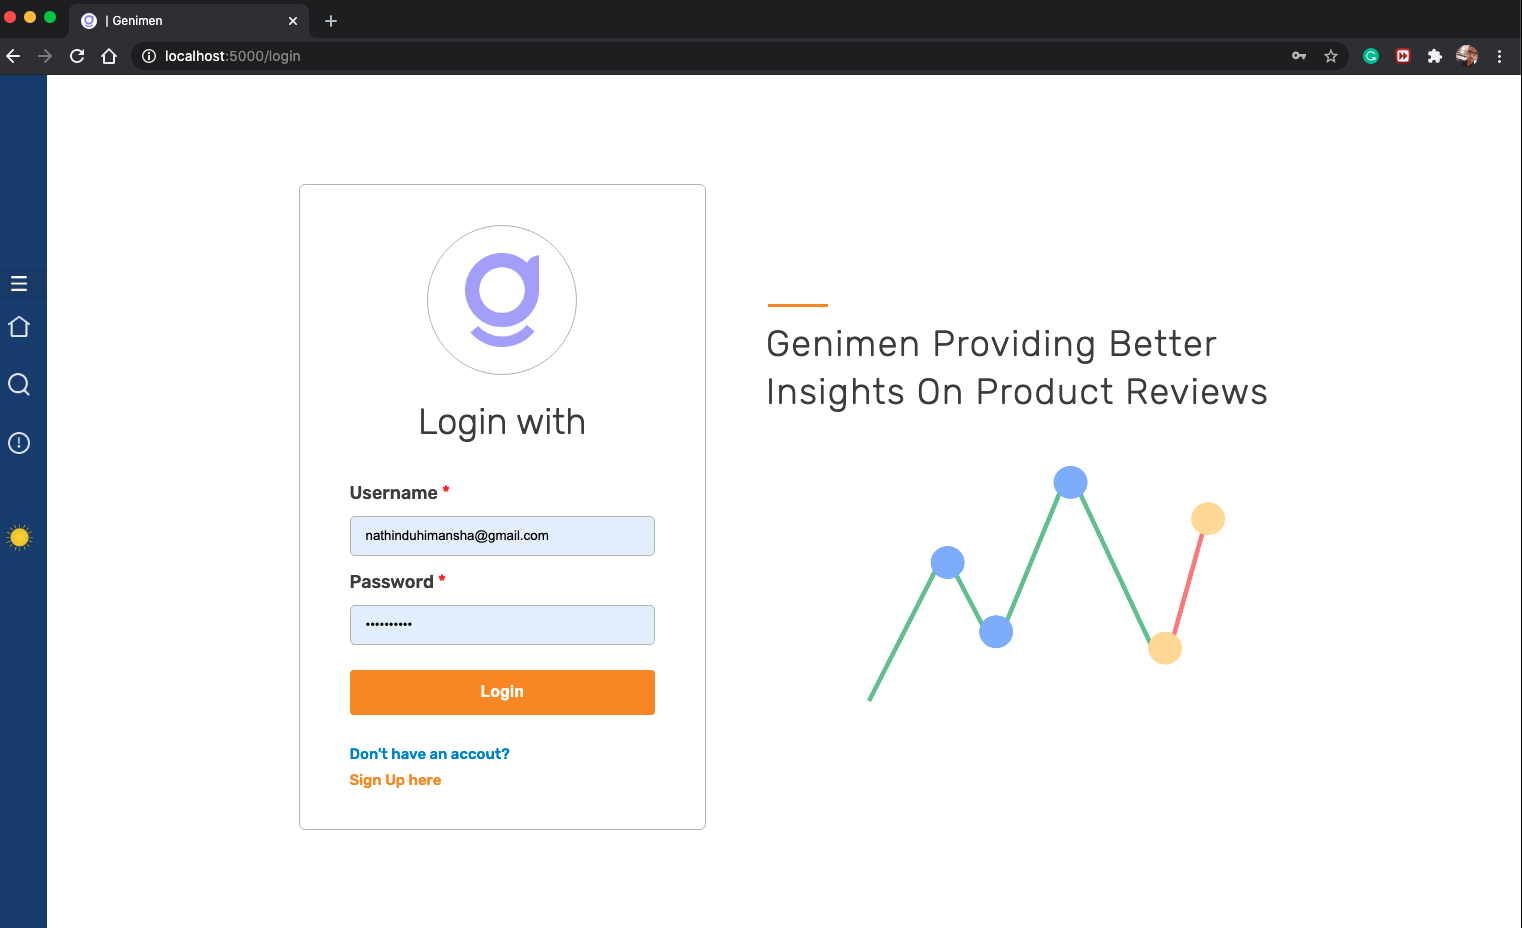 | Genimen
localhost:5000/login
Login with
Username *
nathinduhimansha@gmail.com
Password *
••••••••••
Login
Don't have an accout?
Sign Up here
Genimen Providing Better
Insights On Product Reviews